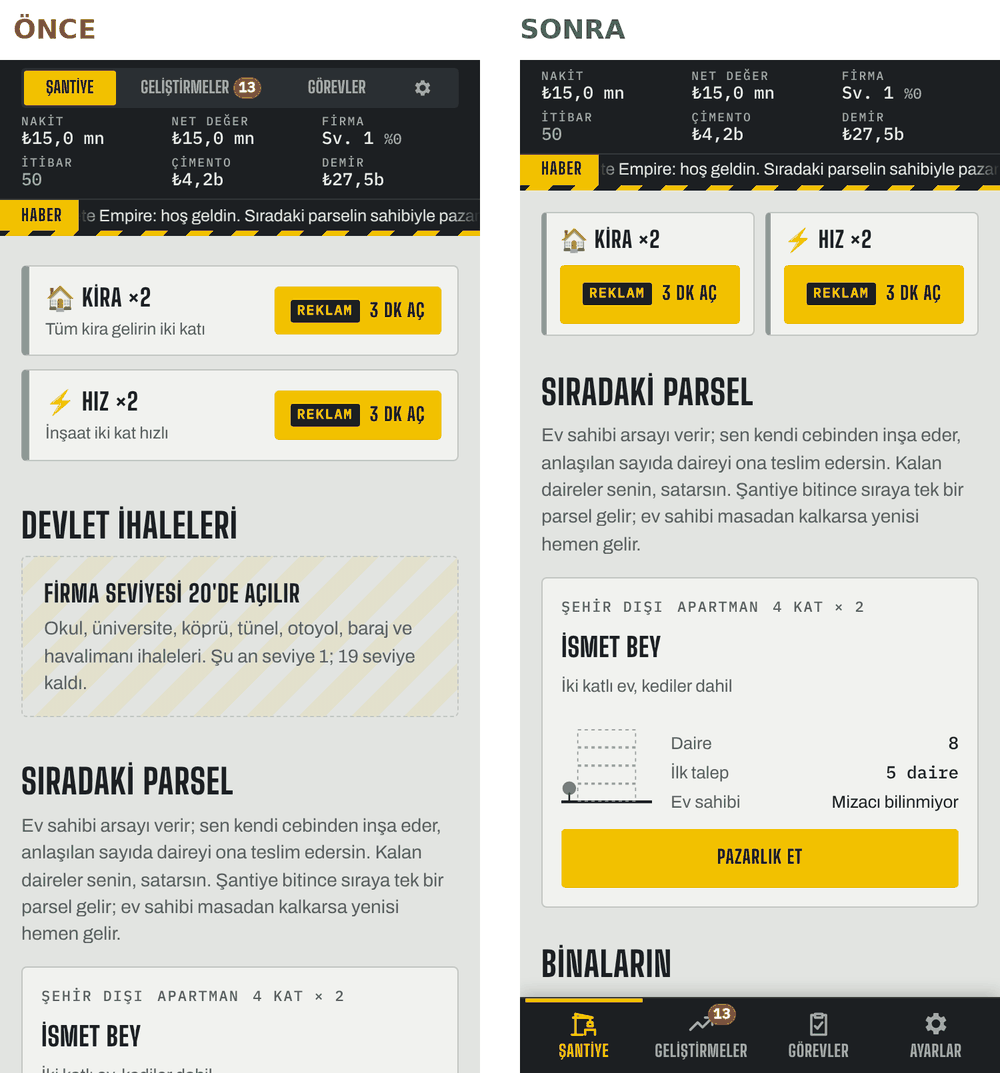 ÖNCE
ŞANTİYE
GELİŞTİRMELER 13
GÖREVLER
NAKİT
₺15,0 mn
NET DEĞER
₺15,0 mn
FİRMA
Sv. 1 %0
İTİBAR
50
ÇİMENTO
₺4,2b
DEMİR
₺27,5b
HABER
te Empire: hoş geldin. Sıradaki parselin sahibiyle pazar
KİRA ×2
Tüm kira gelirin iki katı
REKLAM 3 DK AÇ
HIZ ×2
İnşaat iki kat hızlı
REKLAM 3 DK AÇ
DEVLET İHALELERİ
FİRMA SEVİYESİ 20'DE AÇILIR
Okul, üniversite, köprü, tünel, otoyol, baraj ve
havalimanı ihaleleri. Şu an seviye 1; 19 seviye
kaldı.
SIRADAKİ PARSEL
Ev sahibi arsayı verir; sen kendi cebinden inşa eder,
anlaşılan sayıda daireyi ona teslim edersin. Kalan
daireler senin, satarsın. Şantiye bitince sıraya tek bir
parsel gelir; ev sahibi masadan kalkarsa yenisi
hemen gelir.
ŞEHİR DIŞI APARTMAN 4 KAT × 2
İSMET BEY
İki katlı ev, kediler dahil
SONRA
NAKİT
₺15,0 mn
NET DEĞER
₺15,0 mn
FİRMA
Sv. 1 %0
İTİBAR
50
ÇİMENTO
₺4,2b
DEMİR
₺27,5b
HABER
te Empire: hoş geldin. Sıradaki parselin sahibiyle pazar
KİRA ×2
REKLAM 3 DK AÇ
HIZ ×2
REKLAM 3 DK AÇ
SIRADAKİ PARSEL
Ev sahibi arsayı verir; sen kendi cebinden inşa eder,
anlaşılan sayıda daireyi ona teslim edersin. Kalan
daireler senin, satarsın. Şantiye bitince sıraya tek bir
parsel gelir; ev sahibi masadan kalkarsa yenisi
hemen gelir.
ŞEHİR DIŞI APARTMAN 4 KAT × 2
İSMET BEY
İki katlı ev, kediler dahil
Daire 8
İlk talep 5 daire
Ev sahibi Mizacı bilinmiyor
PAZARLIK ET
BİNALARIN
13
ŞANTİYE
GELİŞTİRMELER
GÖREVLER
AYARLAR